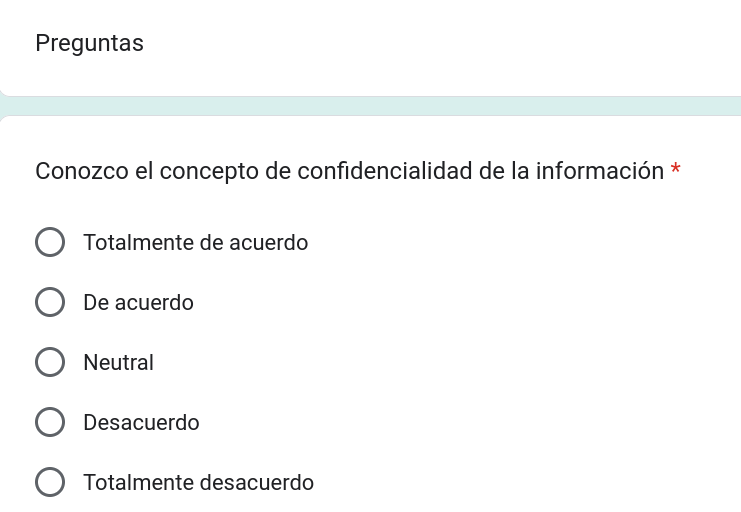 Preguntas
Conozco el concepto de confidencialidad de la información *
Totalmente de acuerdo
De acuerdo
Neutral
Desacuerdo
Totalmente desacuerdo